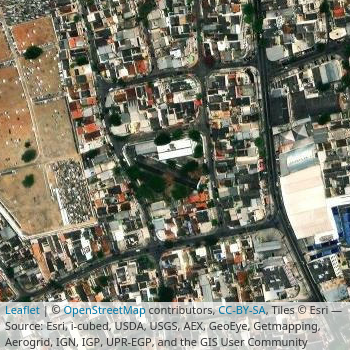 Leaflet | © OpenStreetMap contributors, CC-BY-SA, Tiles © Esri —
Source: Esri, i-cubed, USDA, USGS, AEX, GeoEye, Getmapping,
Aerogrid, IGN, IGP, UPR-EGP, and the GIS User Community